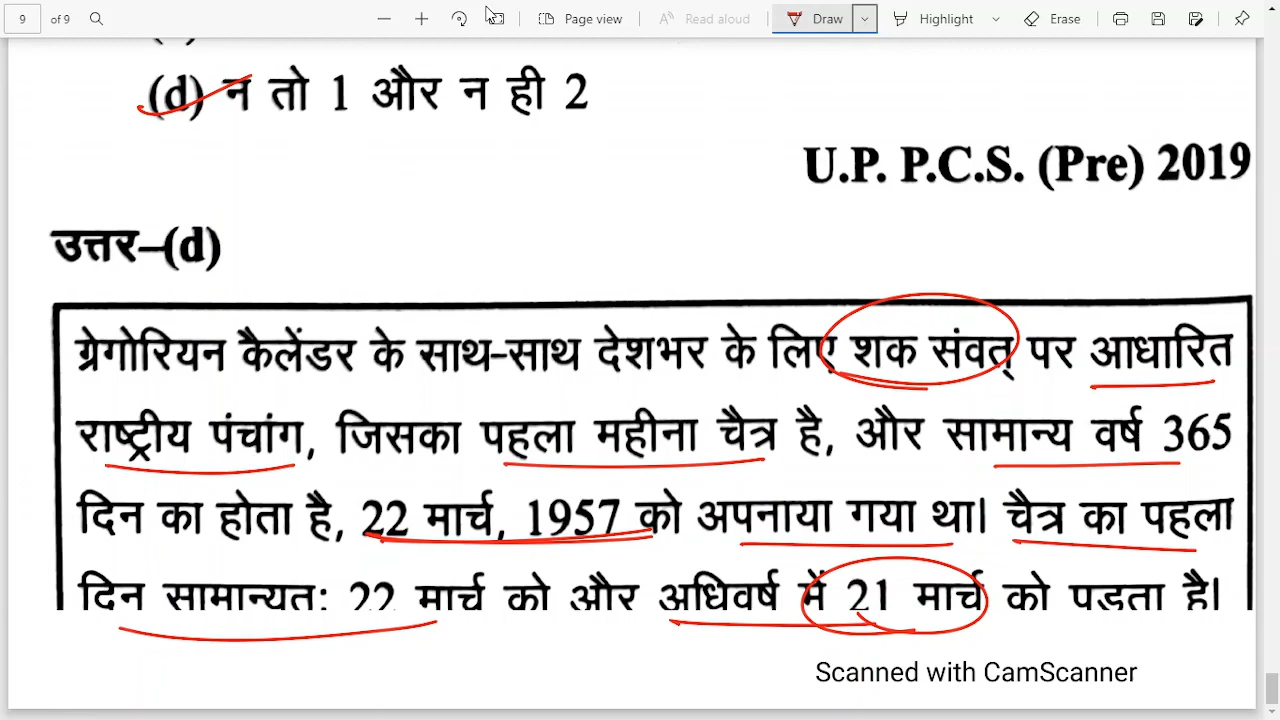 9 of 9 Page view Read aloud Draw Highlight Erase
(d) न तो 1 और न ही 2
U.P. P.C.S. (Pre) 2019
उत्तर–(d)
ग्रेगोरियन कैलेंडर के साथ-साथ देशभर के लिए शक संवत् पर आधारित
राष्ट्रीय पंचांग, जिसका पहला महीना चैत्र है, और सामान्य वर्ष 365
दिन का होता है, 22 मार्च, 1957 को अपनाया गया था। चैत्र का पहला
दिन सामान्यत: 22 मार्च को और अधिवर्ष में 21 मार्च को पड़ता है।
Scanned with CamScanner